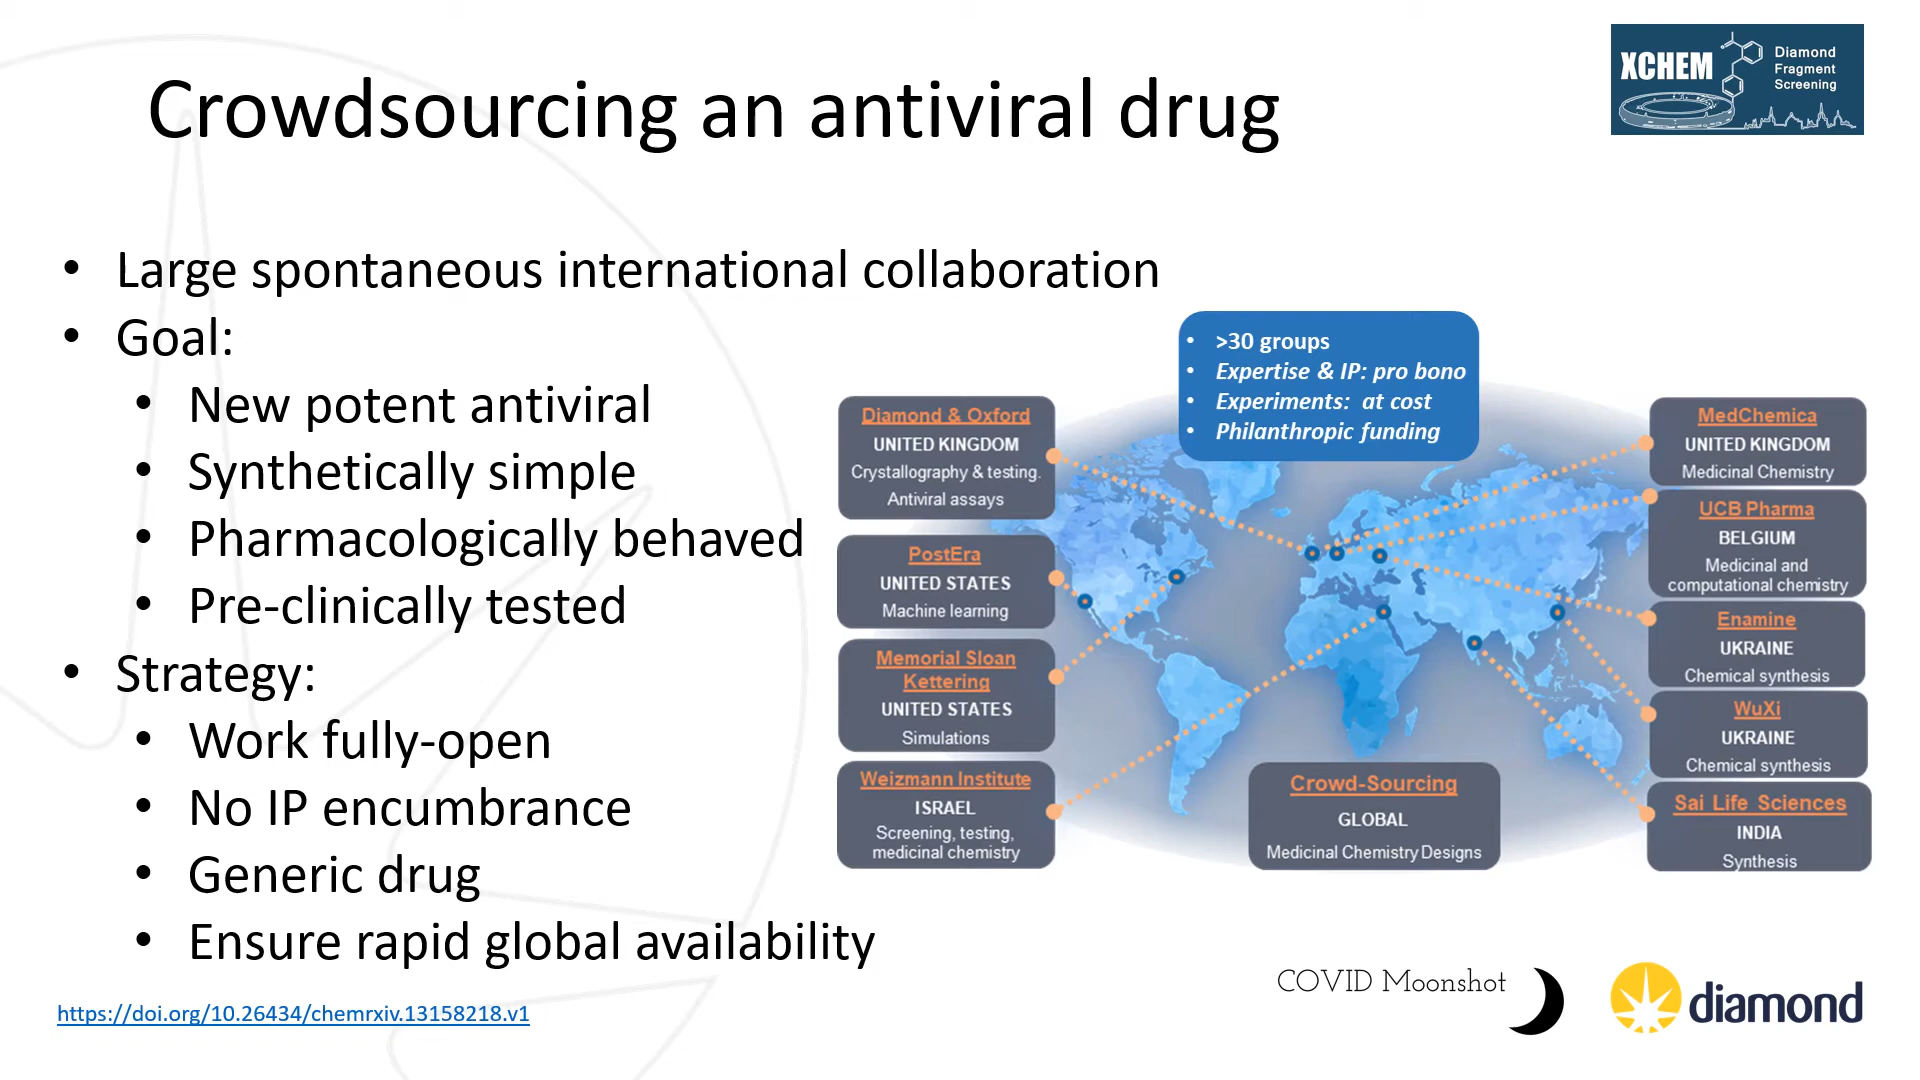 Crowdsourcing an antiviral drug
XCHEM
Diamond
Fragment
Screening
• Large spontaneous international collaboration
• Goal:
• New potent antiviral
• Synthetically simple
• Pharmacologically behaved
• Pre-clinically tested
• Strategy:
• Work fully-open
• No IP encumbrance
• Generic drug
• Ensure rapid global availability
https://doi.org/10.26434/chemrxiv.13158218.v1
• >30 groups
• Expertise & IP: pro bono
• Experiments: at cost
• Philanthropic funding
Diamond & Oxford
UNITED KINGDOM
Crystallography & testing.
Antiviral assays
PostEra
UNITED STATES
Machine learning
Memorial Sloan
Kettering
UNITED STATES
Simulations
Weizmann Institute
ISRAEL
Screening, testing,
medicinal chemistry
Crowd-Sourcing
GLOBAL
Medicinal Chemistry Designs
MedChemica
UNITED KINGDOM
Medicinal Chemistry
UCB Pharma
BELGIUM
Medicinal and
computational chemistry
Enamine
UKRAINE
Chemical synthesis
WuXi
UKRAINE
Chemical synthesis
Sai Life Sciences
INDIA
Synthesis
COVID Moonshot
diamond